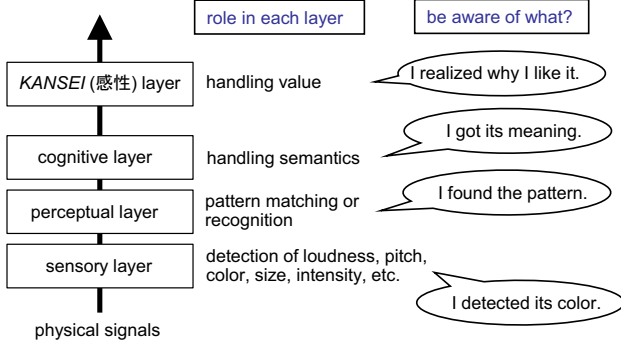 role in each layer
be aware of what?
KANSEI (感性) layer
handling value
I realized why I like it.
cognitive layer
handling semantics
I got its meaning.
perceptual layer
pattern matching or
recognition
I found the pattern.
sensory layer
detection of loudness, pitch,
color, size, intensity, etc.
I detected its color.
physical signals